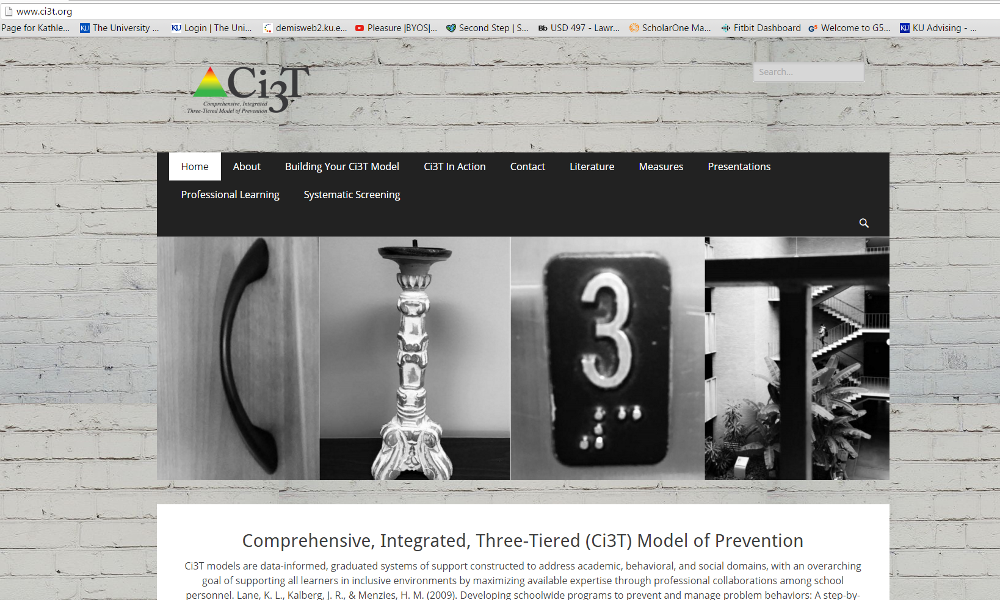 www.ci3t.org
Page for Kathle... The University ... Login | The Uni... demisweb2.ku.e... Pleasure |BYOS|... Second Step | S... Bb USD 497 - Lawr... ScholarOne Ma... Fitbit Dashboard G5 Welcome to G5... KU KU Advising - ...
Ci3T
Comprehensive, Integrated
Three-Tiered Model of Prevention
Search...
Home About Building Your Ci3T Model Ci3T In Action Contact Literature Measures Presentations
Professional Learning Systematic Screening
3
Comprehensive, Integrated, Three-Tiered (Ci3T) Model of Prevention
Ci3T models are data-informed, graduated systems of support constructed to address academic, behavioral, and social domains, with an overarching
goal of supporting all learners in inclusive environments by maximizing available expertise through professional collaborations among school
personnel. Lane, K. L., Kalberg, J. R., & Menzies, H. M. (2009). Developing schoolwide programs to prevent and manage problem behaviors: A step-by-